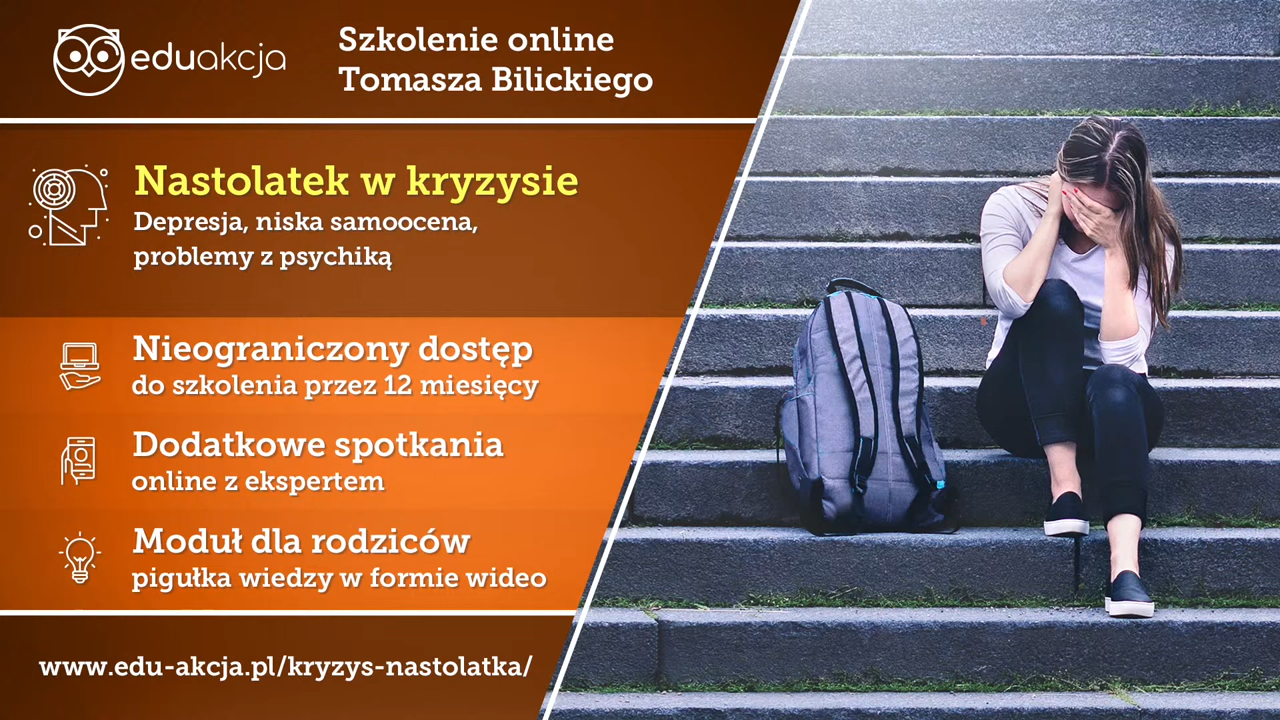 eduakcja
Szkolenie online
Tomasza Bilickiego
Nastolatek w kryzysie
Depresja, niska samoocena,
problemy z psychiką
Nieograniczony dostęp
do szkolenia przez 12 miesięcy
Dodatkowe spotkania
online z ekspertem
Moduł dla rodziców
pigułka wiedzy w formie wideo
www.edu-akcja.pl/kryzys-nastolatka/